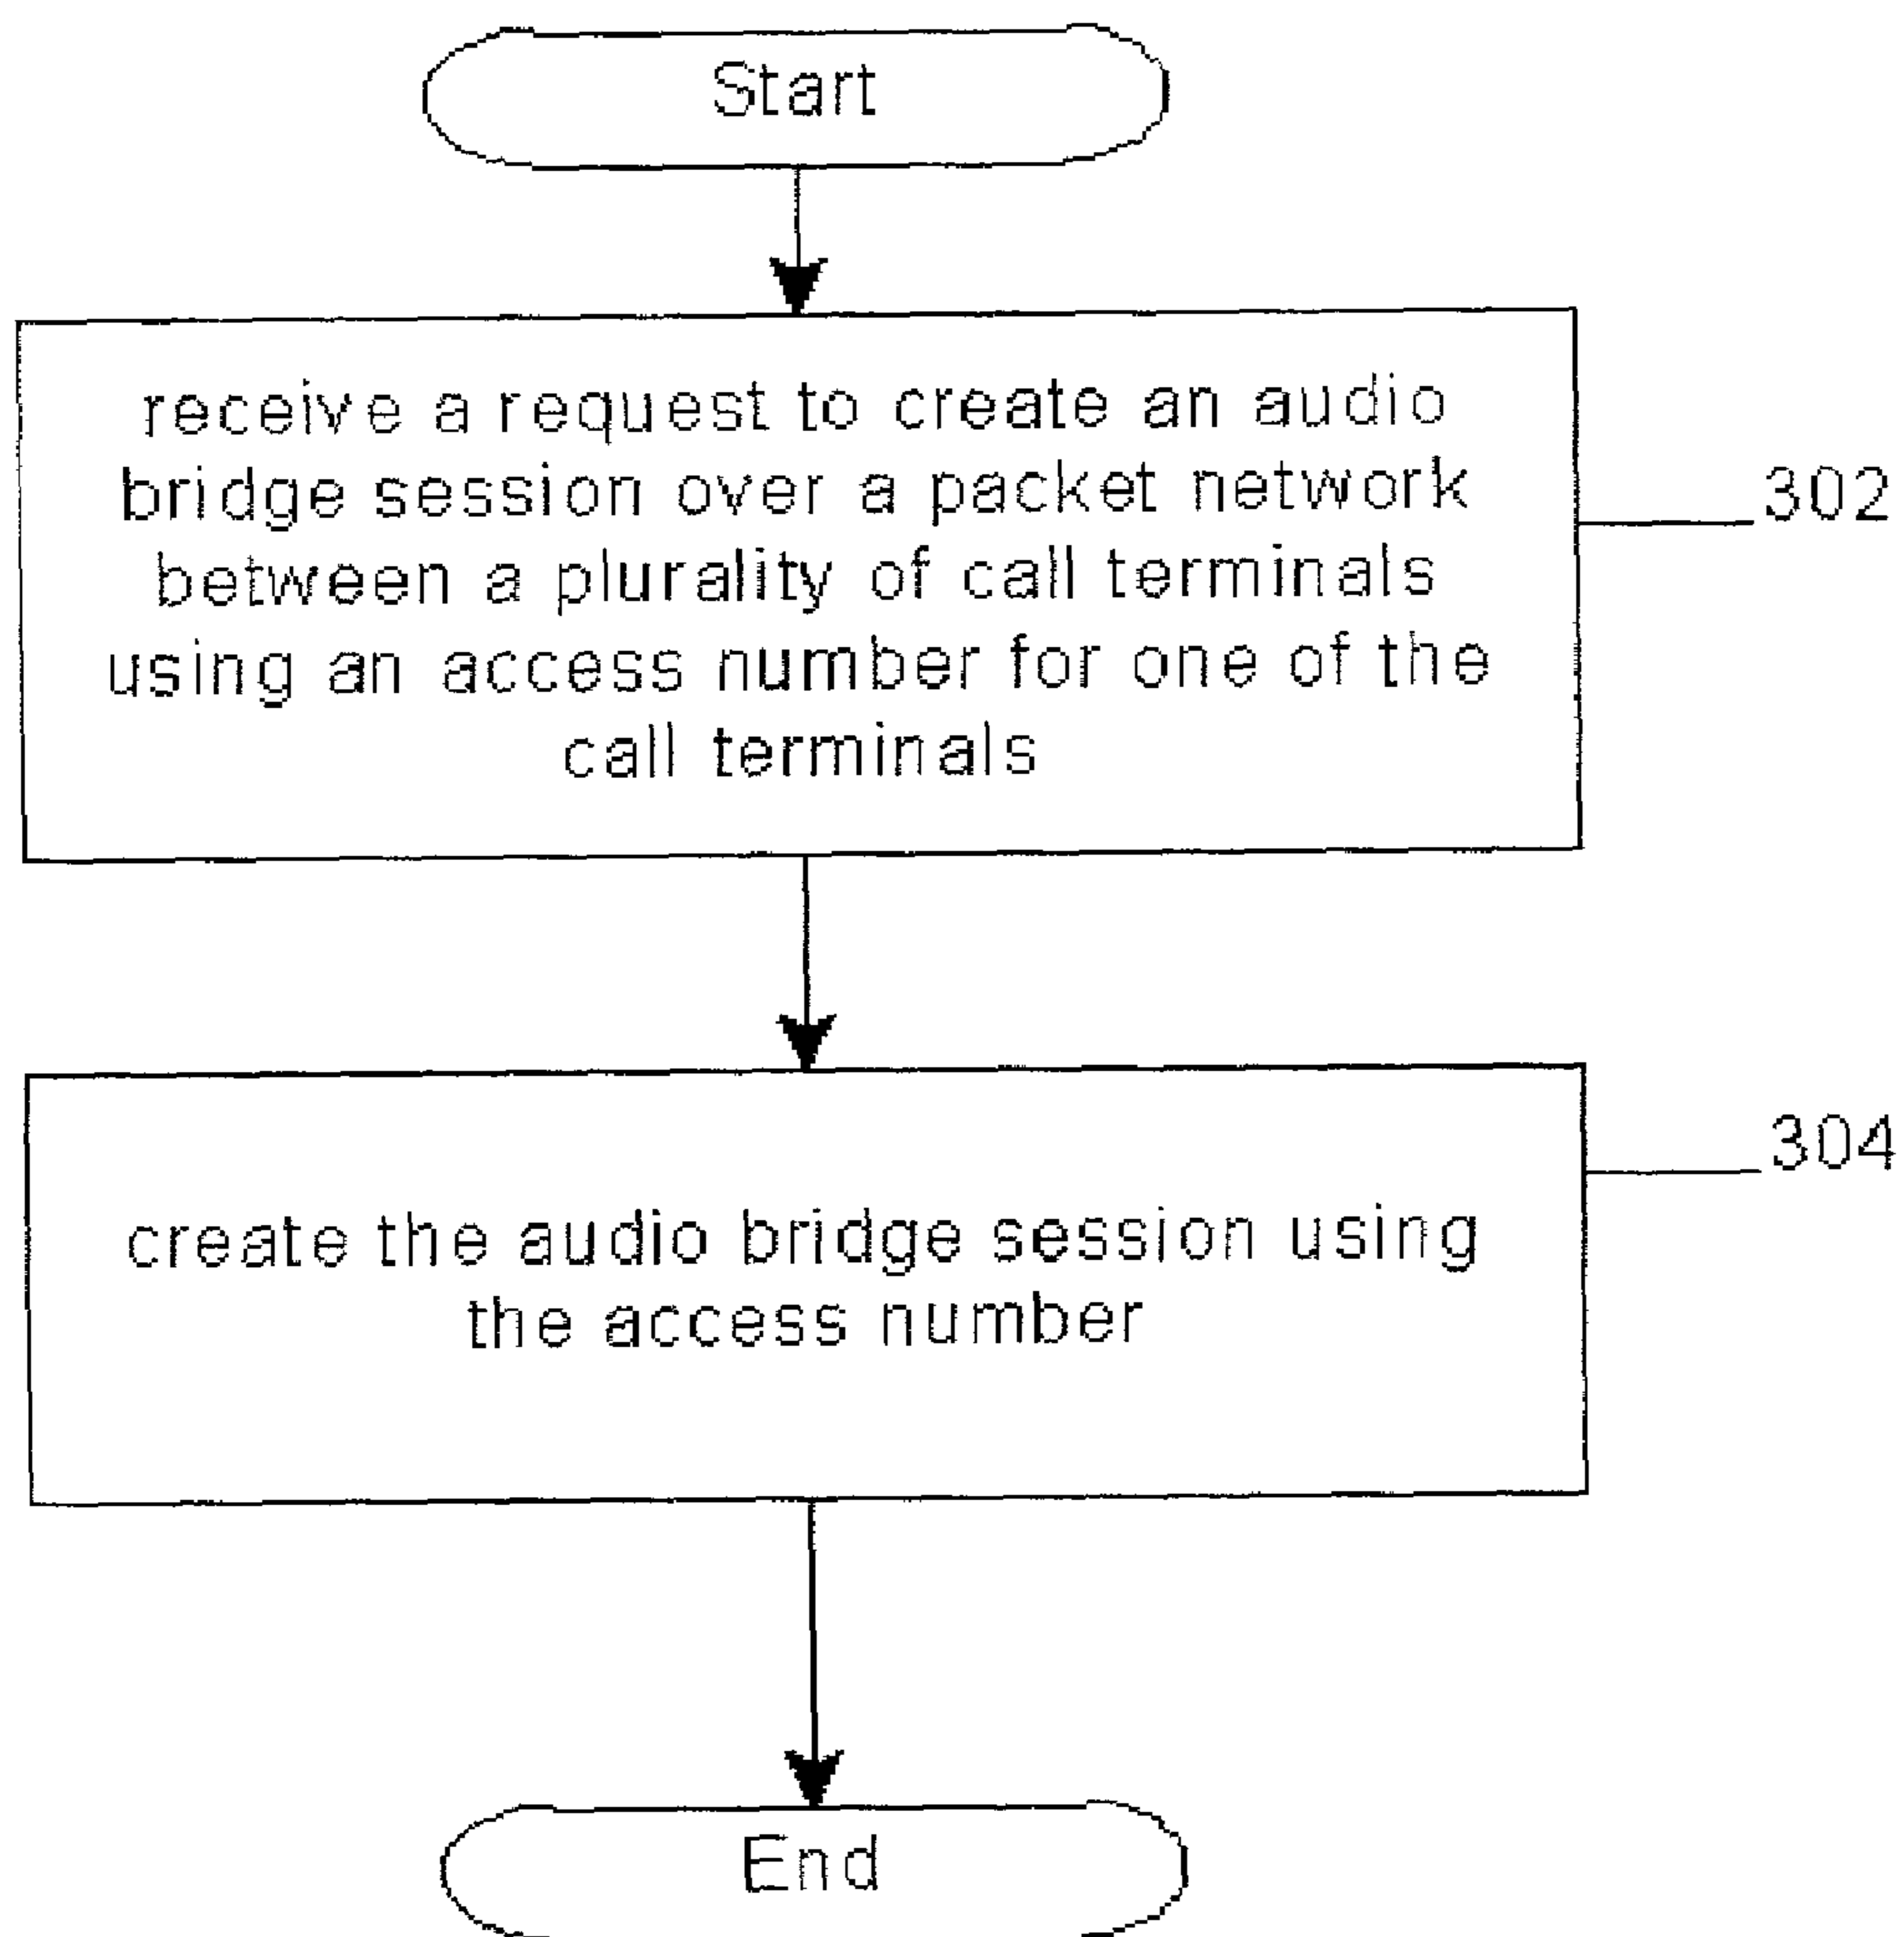 Start
receive a request to create an audio
bridge session over a packet network
between a plurality of call terminals
using an access number for one of the
call terminals
302
304
create the audio bridge session using
the access number
End